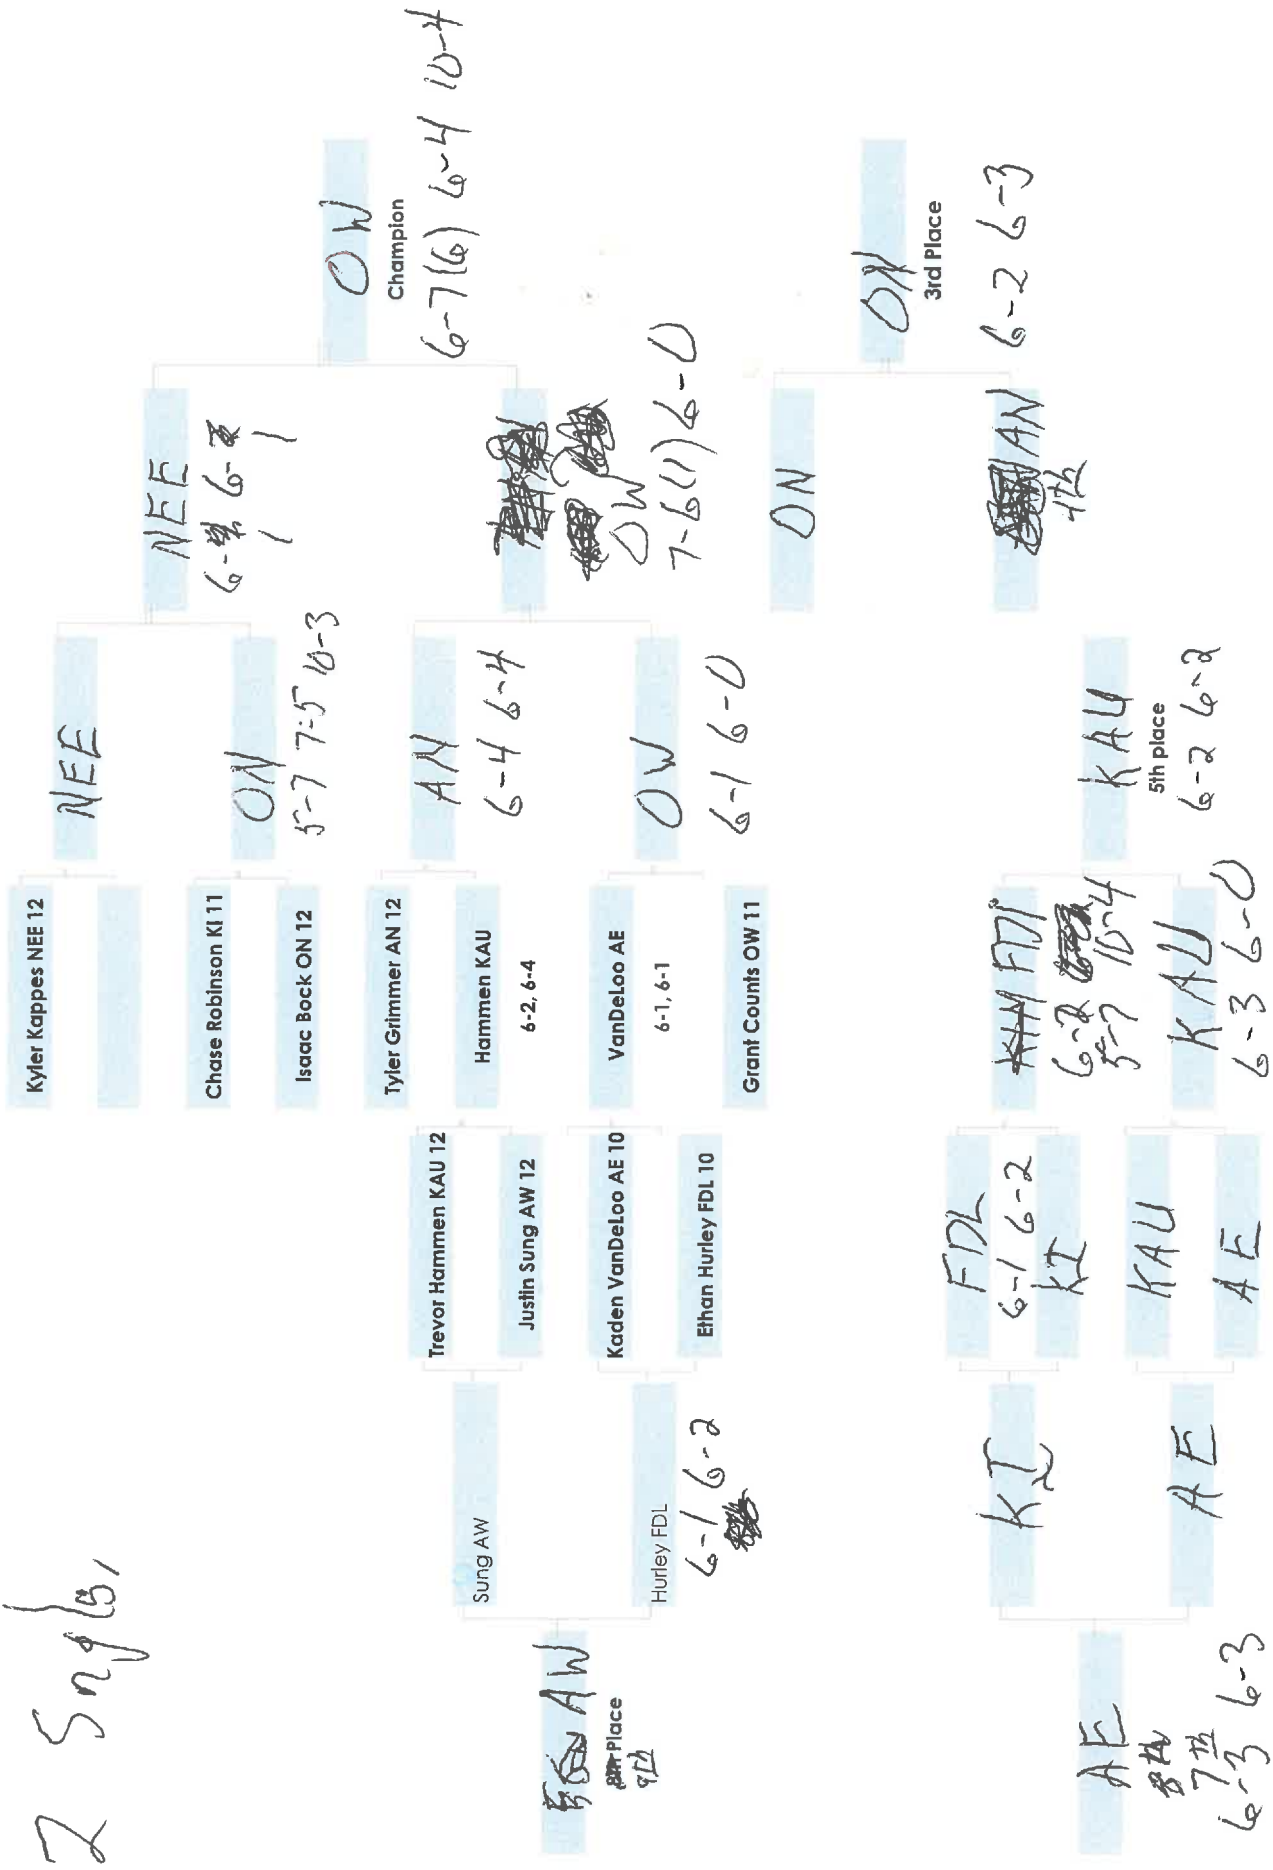 2 Sngls,
Kyler Kappes NEE 12
NEE
Chase Robinson KI 11
Isaac Bock ON 12
ON
5-7 7-5 10-3
NEE
6-1 6-1
Trevor Hammen KAU 12
Justin Sung AW 12
Tyler Grimmer AN 12
Hammen KAU
6-2, 6-4
AN
6-4 6-4
Kaden VanDeLoo AE 10
Ethan Hurley FDL 10
VanDeLoo AE
6-1, 6-1
Grant Counts OW 11
OW
6-1 6-0
OW
7-6(1) 6-0
OW
Champion
6-7(6) 6-4 10-4
Sung AW
Hurley FDL
6-1 6-2
AW
Place
9th
ON
AN
4th
ON
3rd Place
6-2 6-3
FDL
6-1 6-2
KI
KAU
AE
FDL
6-2
5-7 10-4
KAU
6-3 6-0
KAU
5th place
6-2 6-2
KI
AE
AE
7th
6-3 6-3